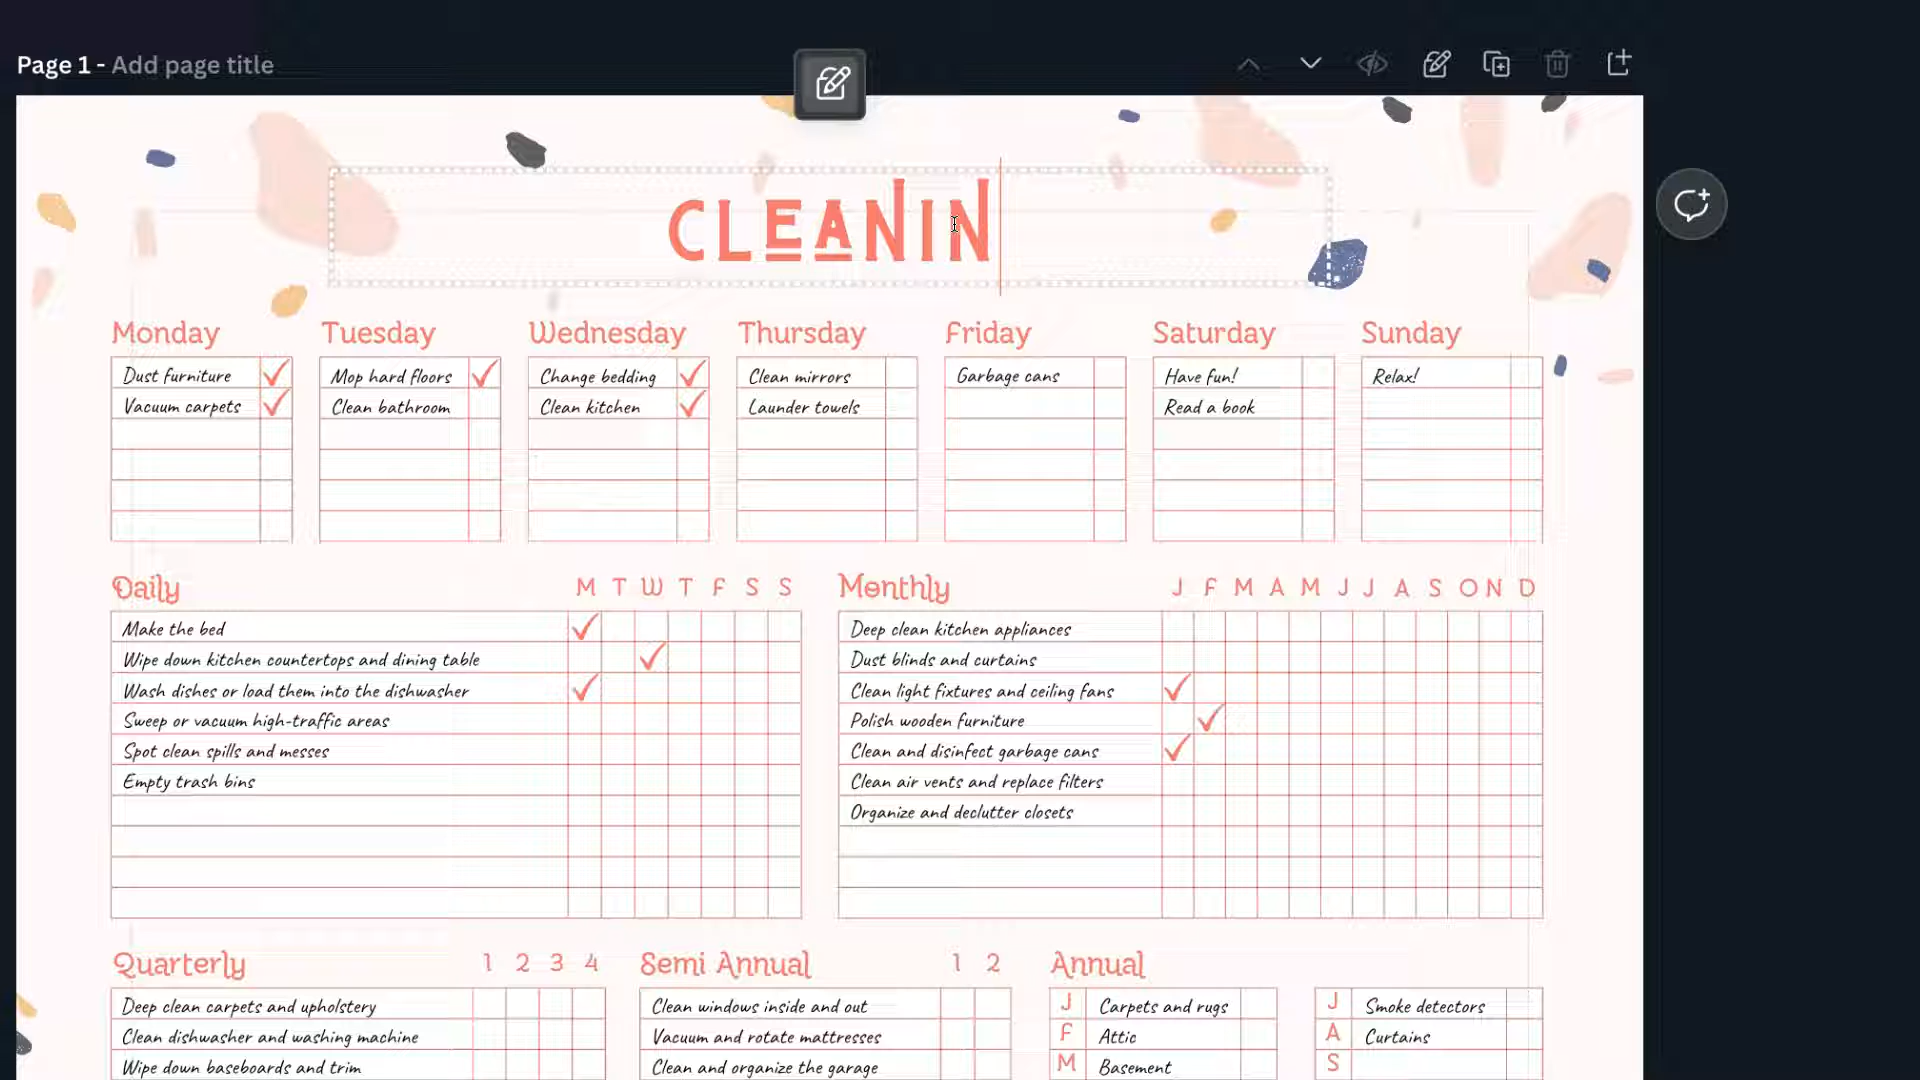 Page 1 - Add page title
CLEANIN
Monday Tuesday Wednesday Thursday Friday Saturday Sunday
Dust furniture Mop hard floors Change bedding Clean mirrors Garbage cans Have fun! Relax!
Vacuum carpets Clean bathroom Clean kitchen Launder towels Read a book
Daily M T W T F S S Monthly J F M A M J J A S O N D
Make the bed Deep clean kitchen appliances
Wipe down kitchen countertops and dining table Dust blinds and curtains
Wash dishes or load them into the dishwasher Clean light fixtures and ceiling fans
Sweep or vacuum high-traffic areas Polish wooden furniture
Spot clean spills and messes Clean and disinfect garbage cans
Empty trash bins Clean air vents and replace filters
Organize and declutter closets
Quarterly 1 2 3 4 Semi Annual 1 2 Annual
Deep clean carpets and upholstery Clean windows inside and out J Carpets and rugs J Smoke detectors
Clean dishwasher and washing machine Vacuum and rotate mattresses F Attic A Curtains
Wipe down baseboards and trim Clean and organize the garage M Basement S